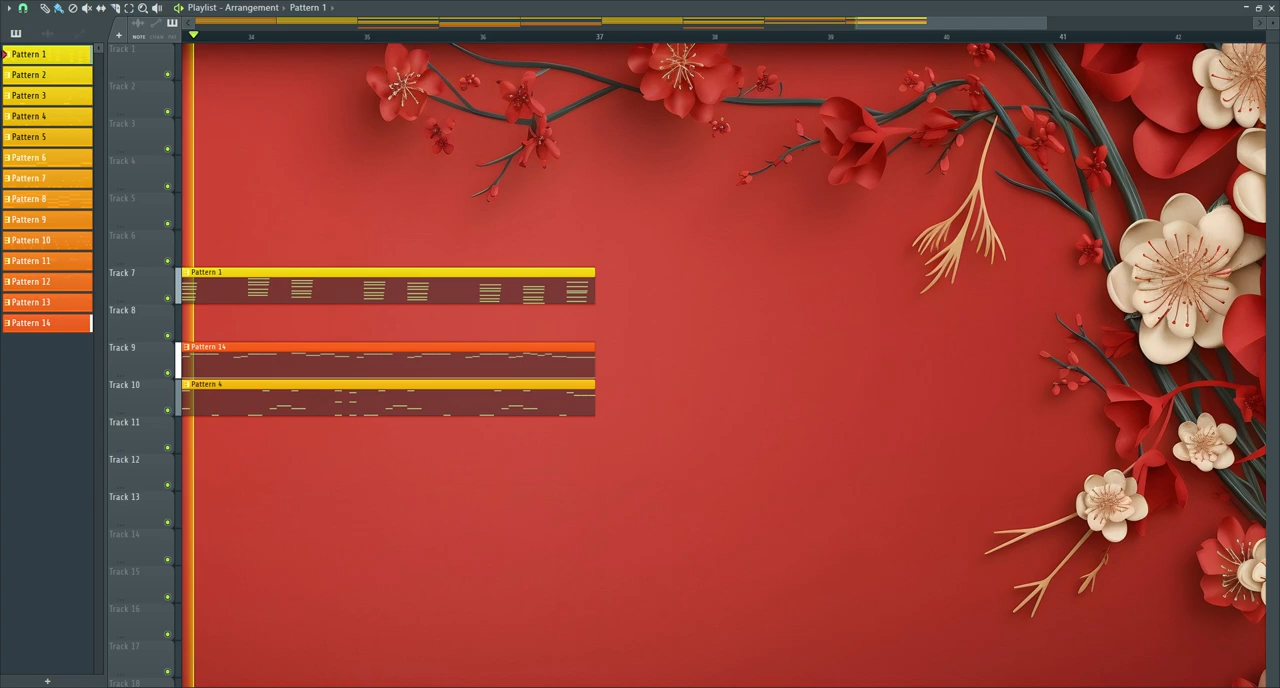 Playlist - Arrangement › Pattern 1 ›
NOTE CHAN PAT
34 35 36 37 38 39 40 41 42
Pattern 1
Pattern 2
Pattern 3
Pattern 4
Pattern 5
Pattern 6
Pattern 7
Pattern 8
Pattern 9
Pattern 10
Pattern 11
Pattern 12
Pattern 13
Pattern 14
Track 1
Track 2
Track 3
Track 4
Track 5
Track 6
Track 7
Pattern 1
Track 8
Track 9
Pattern 14
Track 10
Pattern 4
Track 11
Track 12
Track 13
Track 14
Track 15
Track 16
Track 17
Track 18